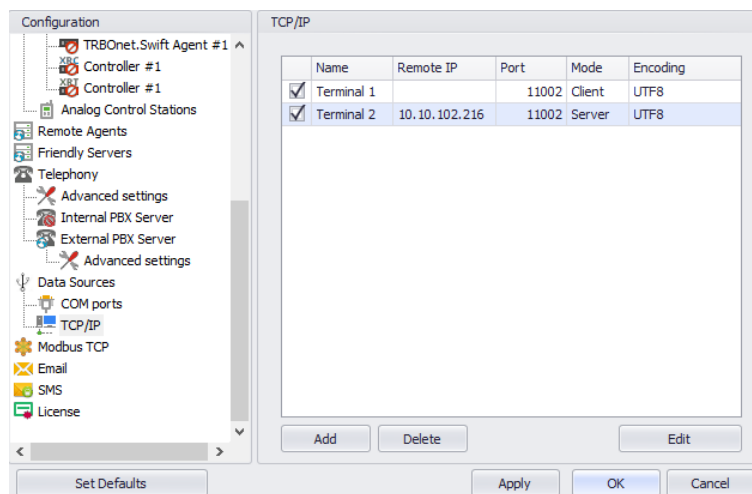 Configuration
TRBOnet.Swift Agent #1
XRC Controller #1
XRT Controller #1
Analog Control Stations
Remote Agents
Friendly Servers
Telephony
Advanced settings
Internal PBX Server
External PBX Server
Advanced settings
Data Sources
COM ports
TCP/IP
Modbus TCP
Email
SMS
License
Set Defaults
TCP/IP
Name Remote IP Port Mode Encoding
Terminal 1 11002 Client UTF8
Terminal 2 10.10.102.216 11002 Server UTF8
Add Delete Edit
Apply OK Cancel